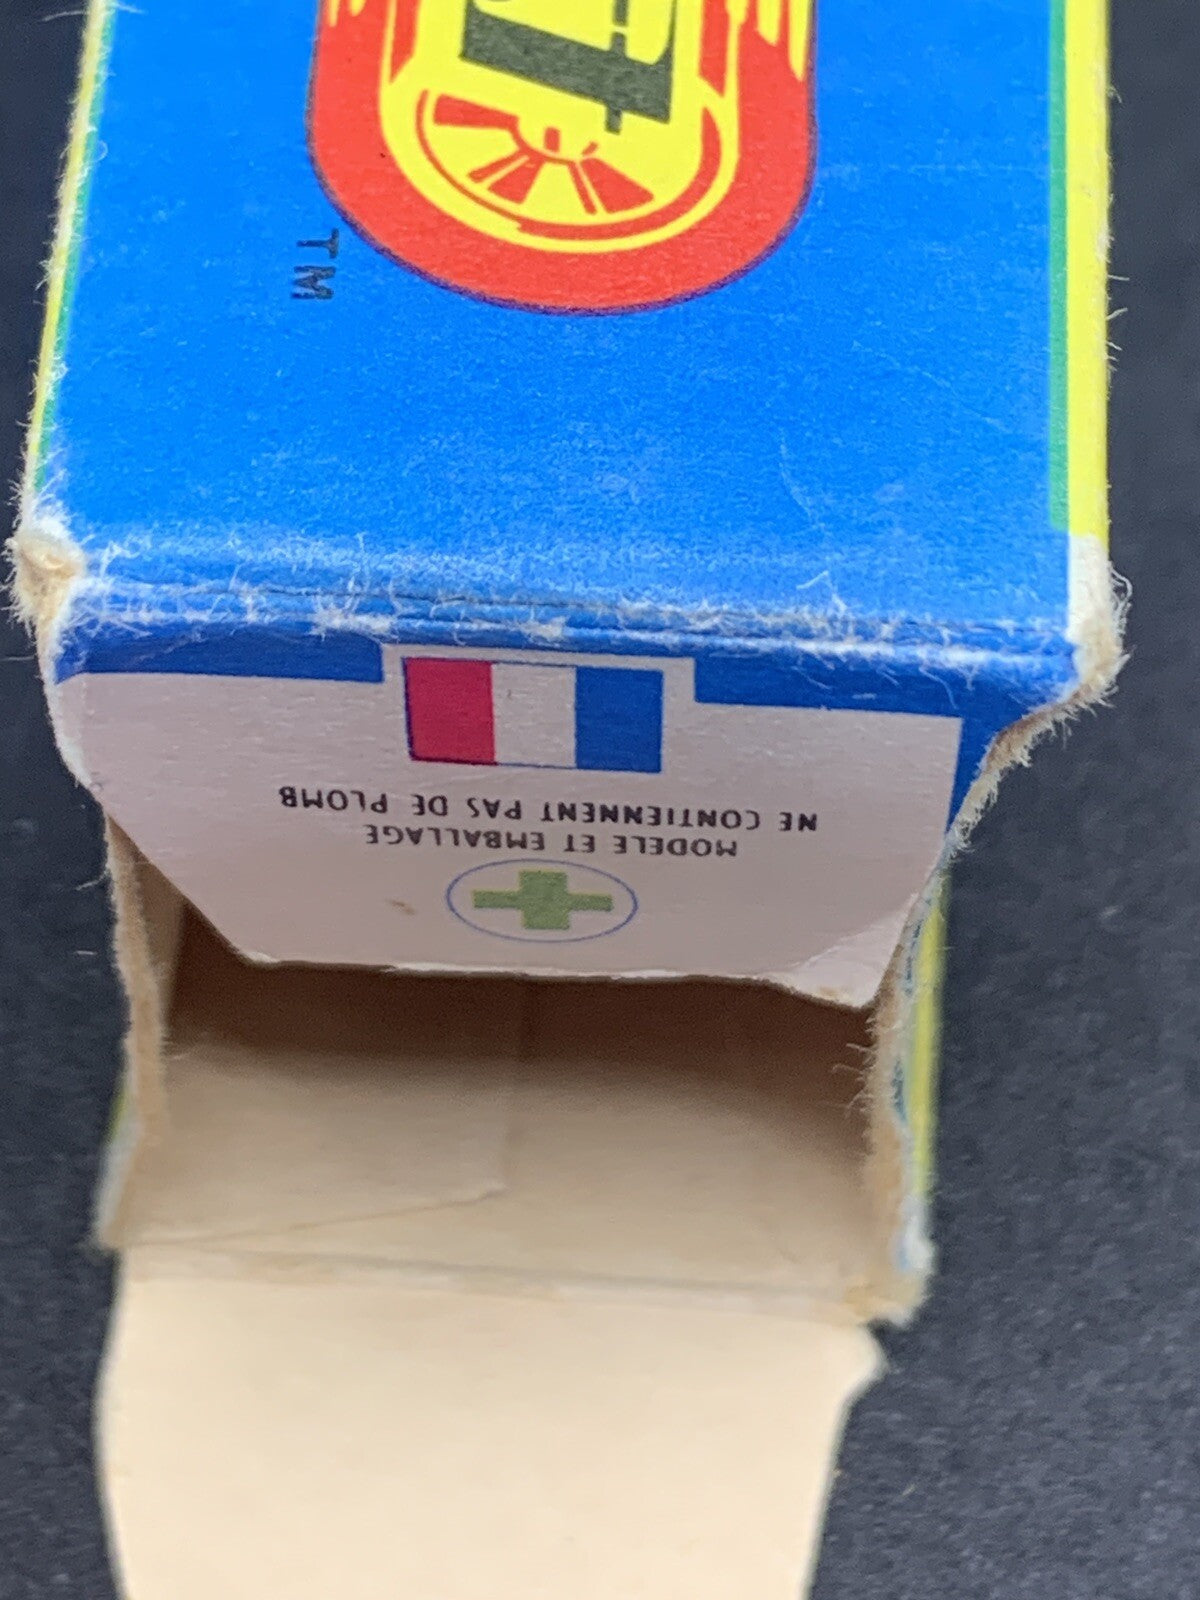 TM
MODELE ET EMBALLAGE
NE CONTIENNENT PAS DE PLOMB